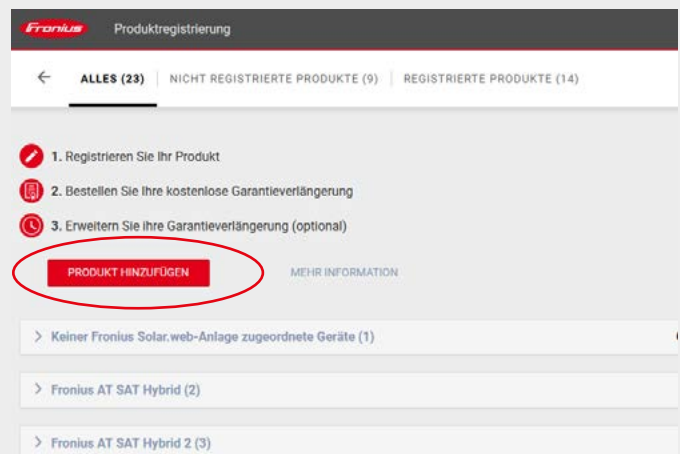 Fronius Produktregistrierung
ALLES (23) NICHT REGISTRIERTE PRODUKTE (9) REGISTRIERTE PRODUKTE (14)
1. Registrieren Sie Ihr Produkt
2. Bestellen Sie Ihre kostenlose Garantieverlängerung
3. Erweitern Sie ihre Garantieverlängerung (optional)
PRODUKT HINZUFÜGEN MEHR INFORMATION
Keiner Fronius Solar.web-Anlage zugeordnete Geräte (1)
Fronius AT SAT Hybrid (2)
Fronius AT SAT Hybrid 2 (3)